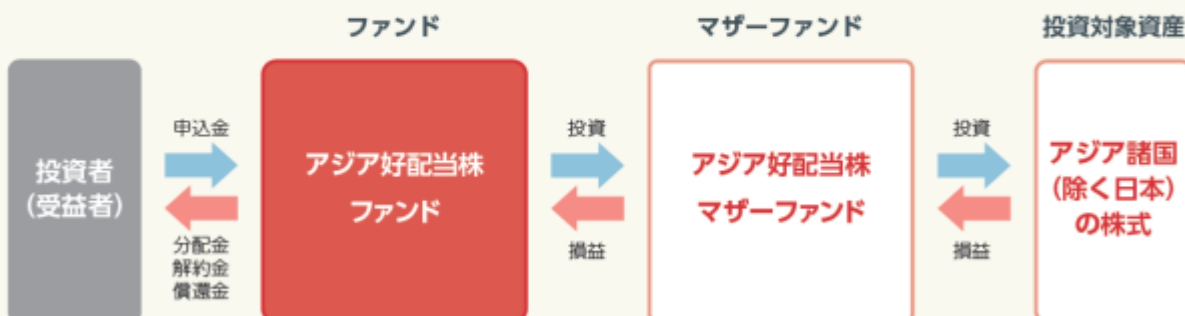 ファンド
マザーファンド
投資対象資産
投資者
(受益者)
申込金
分配金
解約金
償還金
アジア好配当株
ファンド
投資
損益
アジア好配当株
マザーファンド
投資
損益
アジア諸国
(除く日本)
の株式